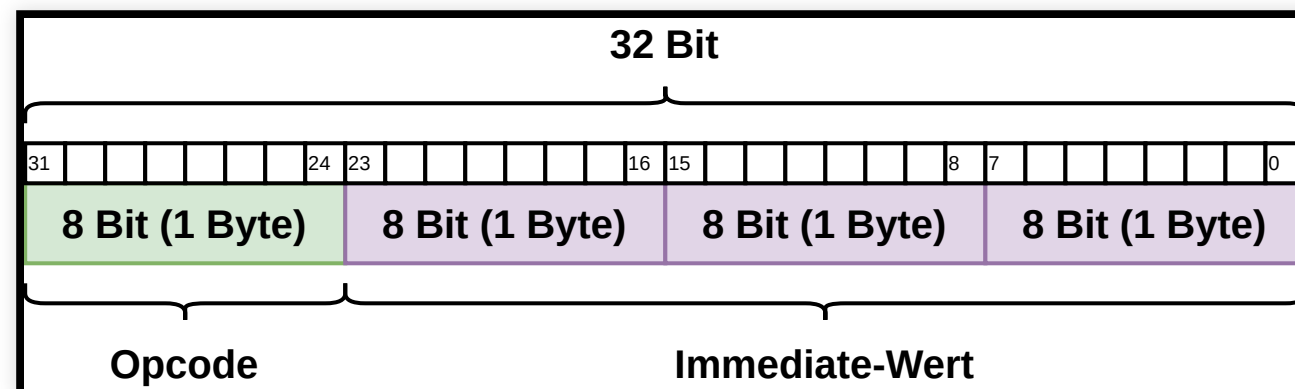 32 Bit
31 24 23 16 15 8 7 0
8 Bit (1 Byte) 8 Bit (1 Byte) 8 Bit (1 Byte) 8 Bit (1 Byte)
Opcode Immediate-Wert